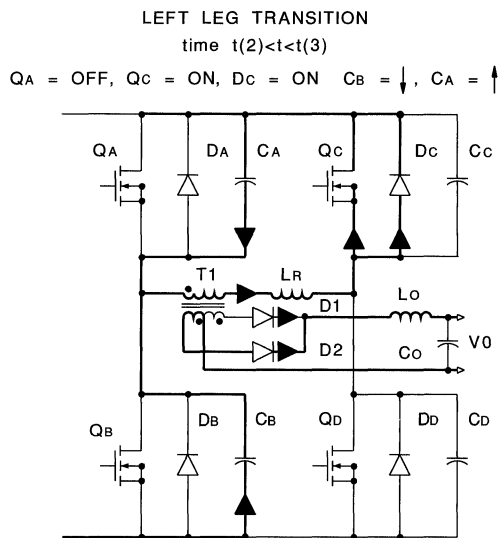 LEFT LEG TRANSITION
time t(2)<t<t(3)
QA = OFF, QC = ON, DC = ON CB = ↓, CA = ↑
QA DA CA QC DC CC
T1 LR
D1 LO
D2 CO V0
QB DB CB QD DD CD